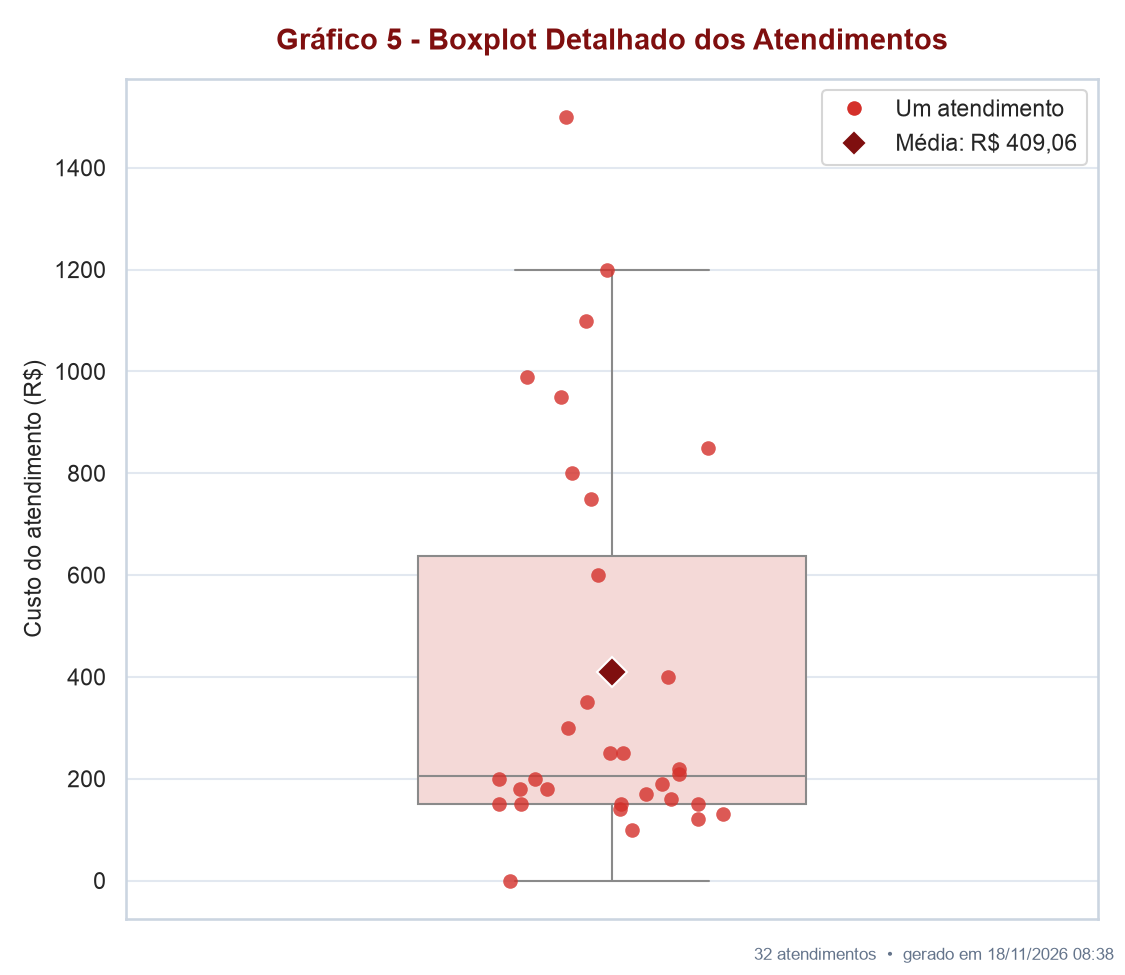 Gráfico 5 - Boxplot Detalhado dos Atendimentos
Um atendimento
Média: R$ 409,06
Custo do atendimento (R$)
1400
1200
1000
800
600
400
200
0
32 atendimentos • gerado em 18/11/2026 08:38